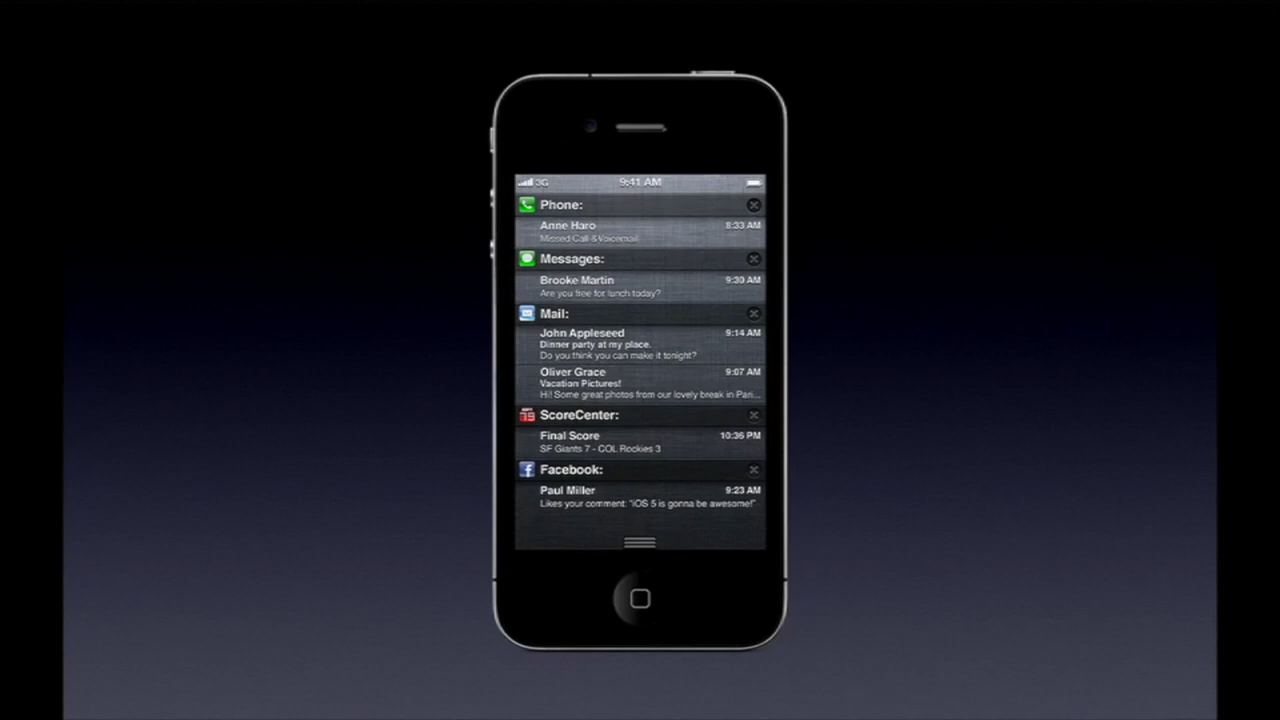 3G 9:41 AM
Phone:
Anne Haro 8:33 AM
Missed Call & Voicemail
Messages:
Brooke Martin 9:30 AM
Are you free for lunch today?
Mail:
John Appleseed 9:14 AM
Dinner party at my place.
Do you think you can make it tonight?
Oliver Grace 9:07 AM
Vacation Pictures!
Hi! Some great photos from our lovely break in Pari...
ScoreCenter:
Final Score 10:36 PM
SF Giants 7 - COL Rockies 3
Facebook:
Paul Miller 9:23 AM
Likes your comment: "iOS 5 is gonna be awesome!"